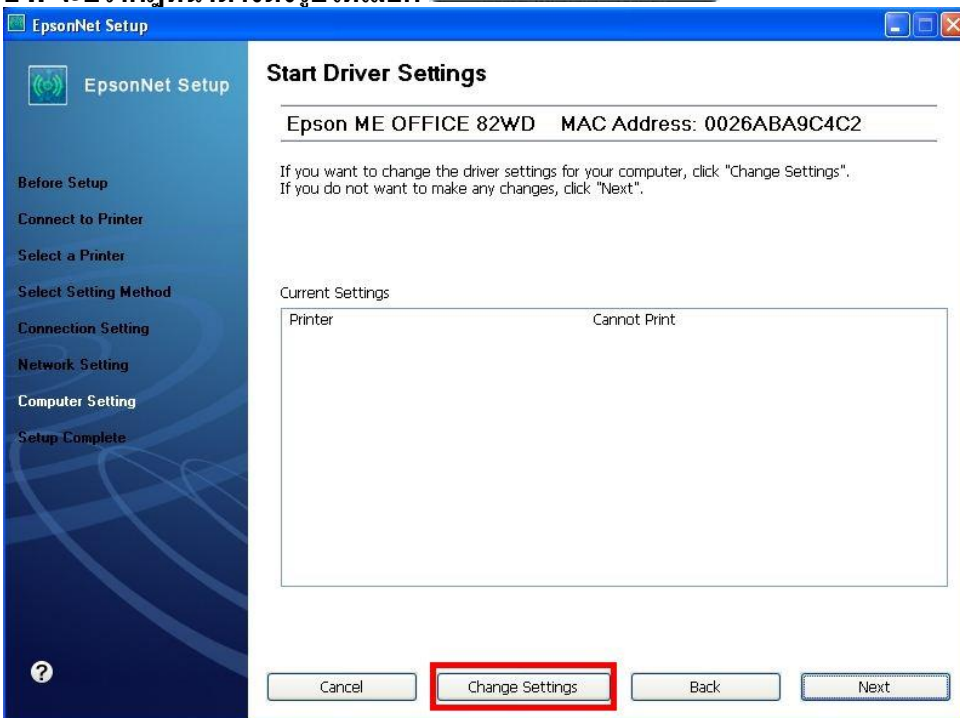 EpsonNet Setup
EpsonNet Setup
Start Driver Settings
Epson ME OFFICE 82WD MAC Address: 0026ABA9C4C2
If you want to change the driver settings for your computer, click "Change Settings".
If you do not want to make any changes, click "Next".
Before Setup
Connect to Printer
Select a Printer
Select Setting Method
Connection Setting
Network Setting
Computer Setting
Setup Complete
Current Settings
Printer Cannot Print
Cancel Change Settings Back Next